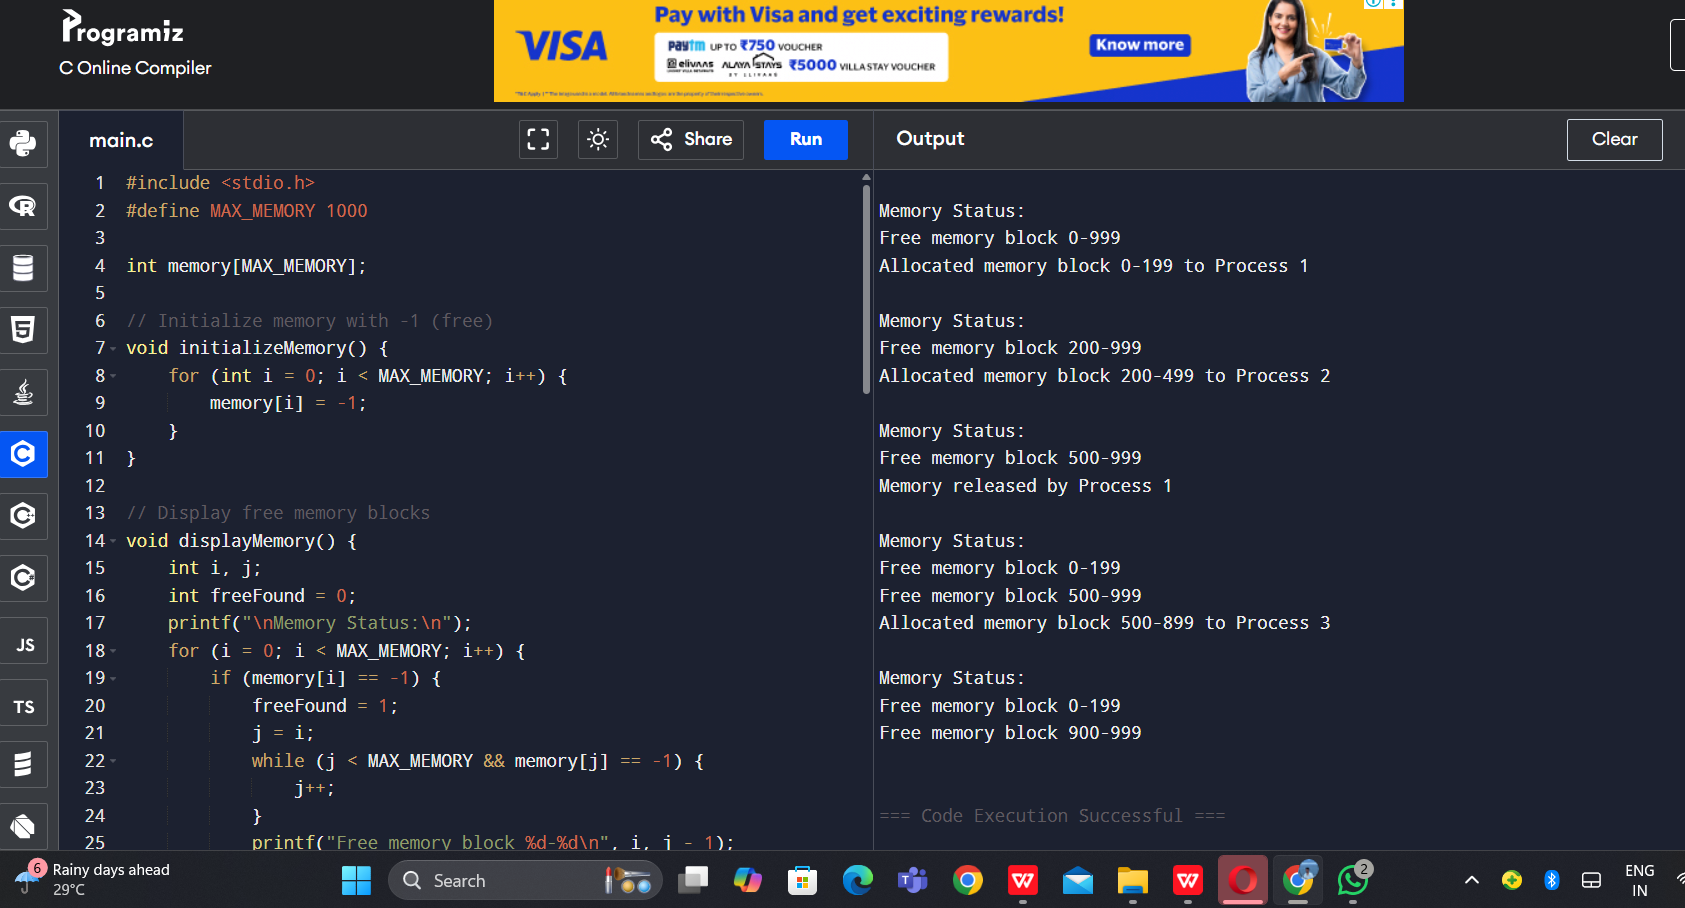 Programiz
C Online Compiler
Pay with Visa and get exciting rewards!
VISA
paytm UP TO ₹750 VOUCHER
elivaas ALAYA STAYS ₹5000 VILLA STAY VOUCHER
BY ELIVAAS
Know more
main.c
Share
Run
Output
Clear
1 #include <stdio.h>
2 #define MAX_MEMORY 1000
3
4 int memory[MAX_MEMORY];
5
6 // Initialize memory with -1 (free)
7 void initializeMemory() {
8 for (int i = 0; i < MAX_MEMORY; i++) {
9 memory[i] = -1;
10 }
11 }
12
13 // Display free memory blocks
14 void displayMemory() {
15 int i, j;
16 int freeFound = 0;
17 printf("\nMemory Status:\n");
18 for (i = 0; i < MAX_MEMORY; i++) {
19 if (memory[i] == -1) {
20 freeFound = 1;
21 j = i;
22 while (j < MAX_MEMORY && memory[j] == -1) {
23 j++;
24 }
25 printf("Free memory block %d-%d\n", i, j - 1);
Memory Status:
Free memory block 0-999
Allocated memory block 0-199 to Process 1
Memory Status:
Free memory block 200-999
Allocated memory block 200-499 to Process 2
Memory Status:
Free memory block 500-999
Memory released by Process 1
Memory Status:
Free memory block 0-199
Free memory block 500-999
Allocated memory block 500-899 to Process 3
Memory Status:
Free memory block 0-199
Free memory block 900-999
=== Code Execution Successful ===
JS
TS
6
Rainy days ahead
29°C
Search
2
ENG
IN